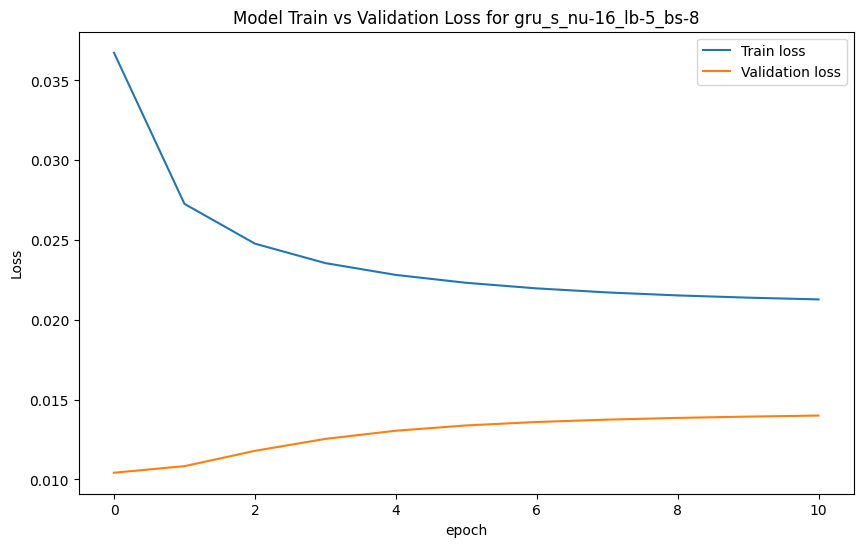 Model Train vs Validation Loss for gru_s_nu-16_lb-5_bs-8
Train loss
Validation loss
0.035
0.030
0.025
0.020
0.015
0.010
Loss
0 2 4 6 8 10
epoch